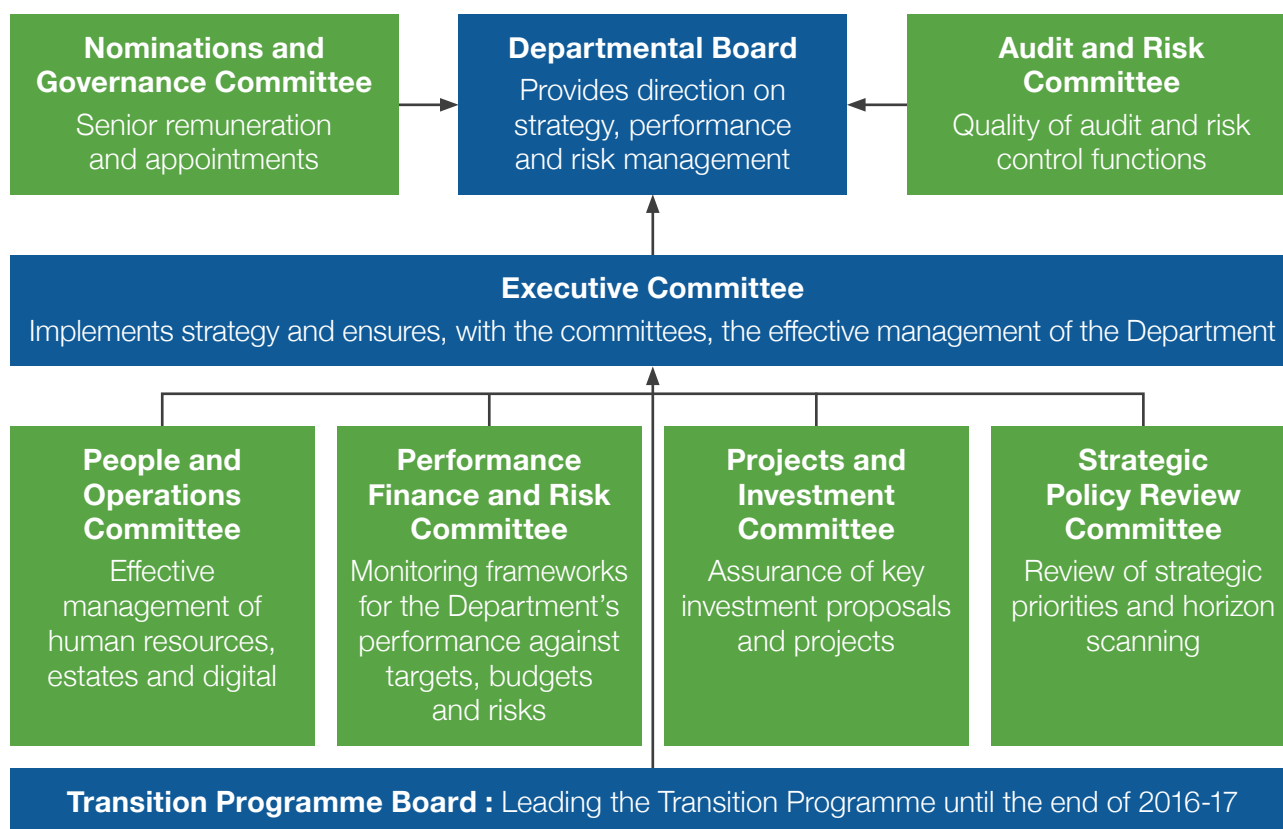 Nominations and
Governance Committee
Senior remuneration
and appointments
Departmental Board
Provides direction on
strategy, performance
and risk management
Audit and Risk
Committee
Quality of audit and risk
control functions
Executive Committee
Implements strategy and ensures, with the committees, the effective management of the Department
People and
Operations
Committee
Effective
management of
human resources,
estates and digital
Performance
Finance and Risk
Committee
Monitoring frameworks
for the Department’s
performance against
targets, budgets
and risks
Projects and
Investment
Committee
Assurance of key
investment proposals
and projects
Strategic
Policy Review
Committee
Review of strategic
priorities and horizon
scanning
Transition Programme Board : Leading the Transition Programme until the end of 2016-17